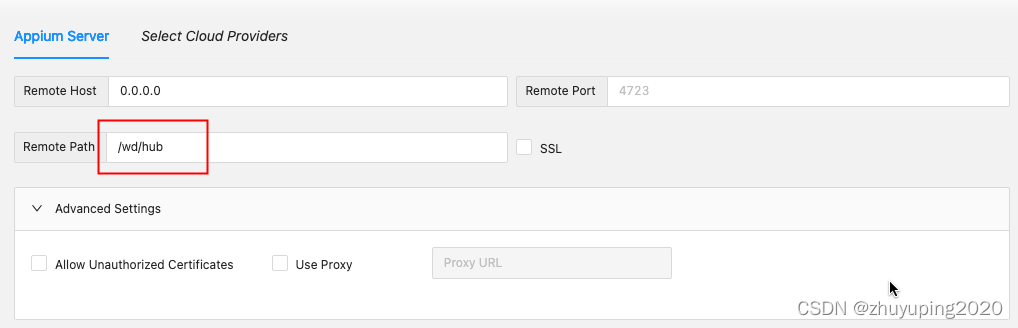 Appium Server Select Cloud Providers
Remote Host 0.0.0.0 Remote Port 4723
Remote Path /wd/hub SSL
Advanced Settings
Allow Unauthorized Certificates Use Proxy Proxy URL
CSDN @zhuyuping2020